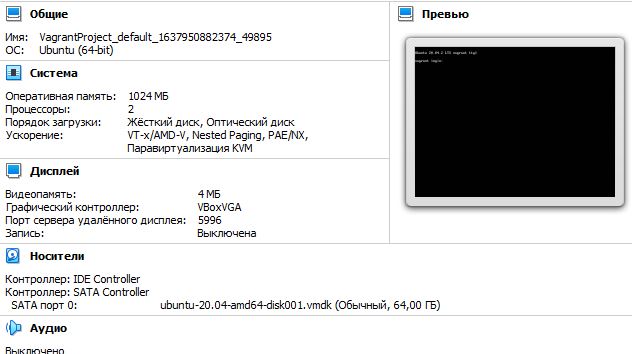 Общие
Имя: VagrantProject_default_1637950882374_49895
ОС: Ubuntu (64-bit)
Система
Оперативная память: 1024 МБ
Процессоры: 2
Порядок загрузки: Жёсткий диск, Оптический диск
Ускорение: VT-x/AMD-V, Nested Paging, PAE/NX,
Паравиртуализация KVM
Дисплей
Видеопамять: 4 МБ
Графический контроллер: VBoxVGA
Порт сервера удалённого дисплея: 5996
Запись: Выключена
Носители
Контроллер: IDE Controller
Контроллер: SATA Controller
SATA порт 0: ubuntu-20.04-amd64-disk001.vmdk (Обычный, 64,00 ГБ)
Аудио
Выключено
Превью
Ubuntu 20.04.2 LTS vagrant tty1
vagrant login: